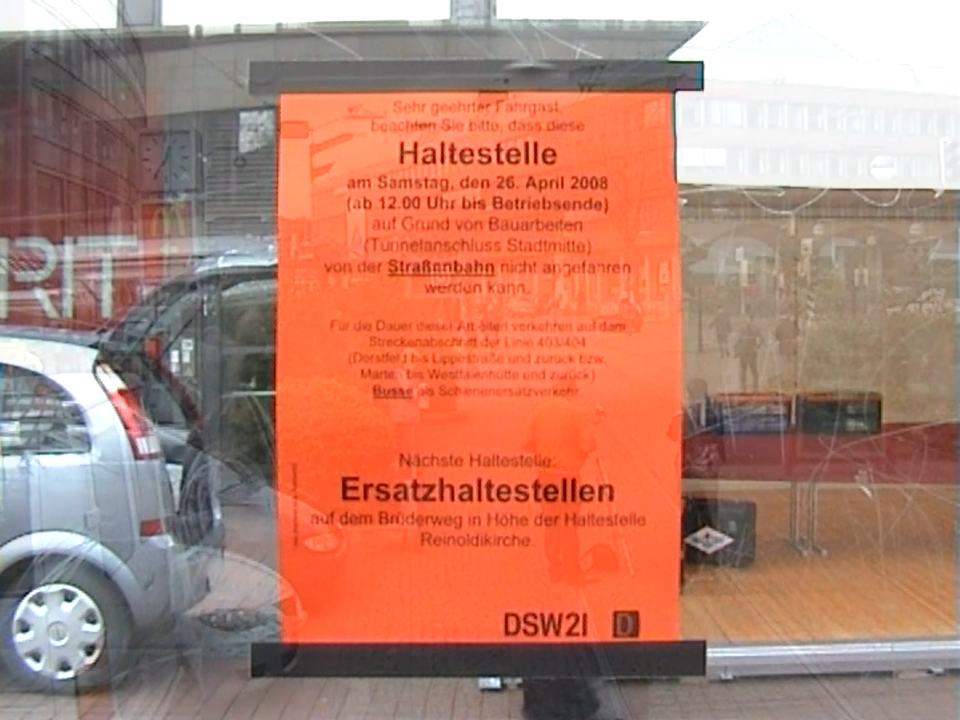 Sehr geehrter Fahrgast,
beachten Sie bitte, dass diese
Haltestelle
am Samstag, den 26. April 2008
(ab 12.00 Uhr bis Betriebsende)
auf Grund von Bauarbeiten
(Tunnelanschluss Stadtmitte)
von der Straßenbahn nicht angefahren
werden kann.
Für die Dauer dieser Arbeiten verkehren auf dem
Streckenabschnitt der Linie 403/404
(Dorstfeld bis Lippestraße und zurück bzw.
Marten bis Westfalenhütte und zurück)
Busse als Schienenersatzverkehr.
Nächste Haltestelle:
Ersatzhaltestellen
auf dem Brüderweg in Höhe der Haltestelle
Reinoldikirche.
DSW21 D
RIT